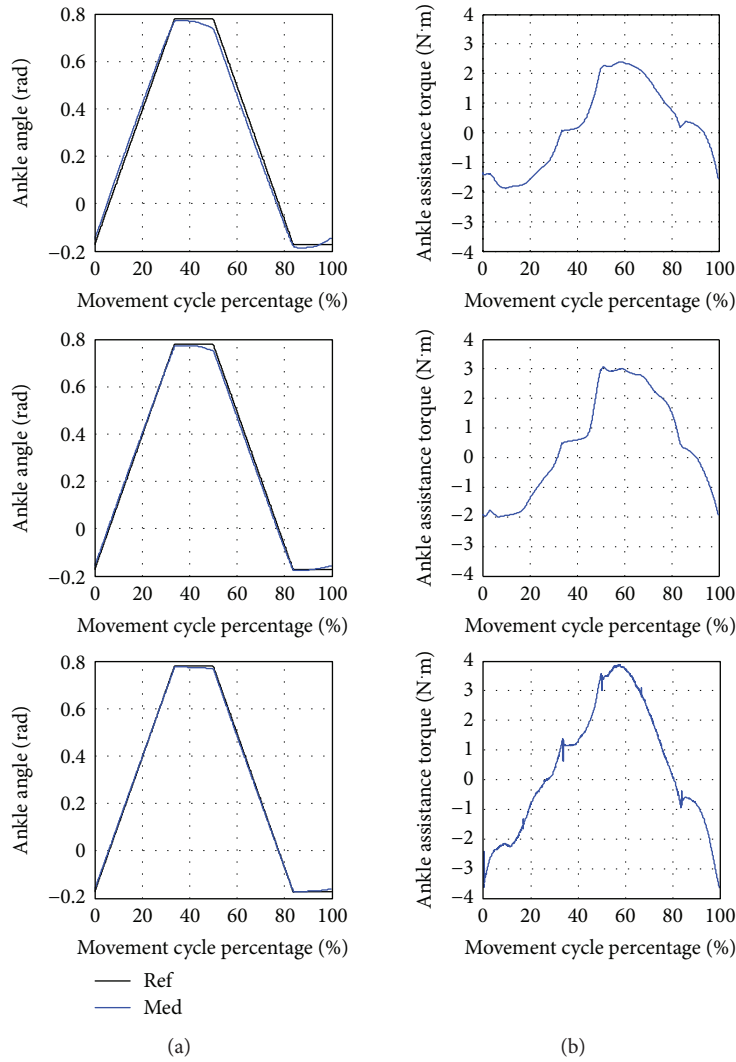 Ankle angle (rad)
0.8
0.6
0.4
0.2
0
−0.2
0 20 40 60 80 100
Movement cycle percentage (%)
Ankle assistance torque (N·m)
4
3
2
1
0
−1
−2
−3
−4
0 20 40 60 80 100
Movement cycle percentage (%)
Ankle angle (rad)
0.8
0.6
0.4
0.2
0
−0.2
0 20 40 60 80 100
Movement cycle percentage (%)
Ankle assistance torque (N·m)
4
3
2
1
0
−1
−2
−3
−4
0 20 40 60 80 100
Movement cycle percentage (%)
Ankle angle (rad)
0.8
0.6
0.4
0.2
0
−0.2
0 20 40 60 80 100
Movement cycle percentage (%)
Ref
Med
(a)
Ankle assistance torque (N·m)
4
3
2
1
0
−1
−2
−3
−4
0 20 40 60 80 100
Movement cycle percentage (%)
(b)